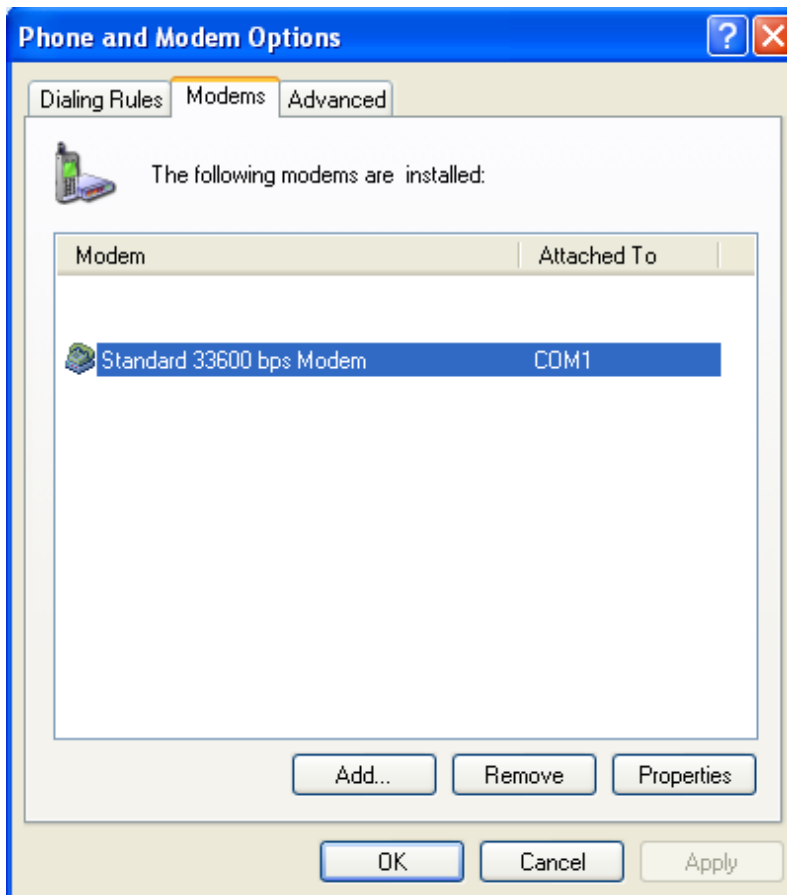 Phone and Modem Options
Dialing Rules Modems Advanced
The following modems are installed:
Modem Attached To
Standard 33600 bps Modem COM1
Add... Remove Properties
OK Cancel Apply